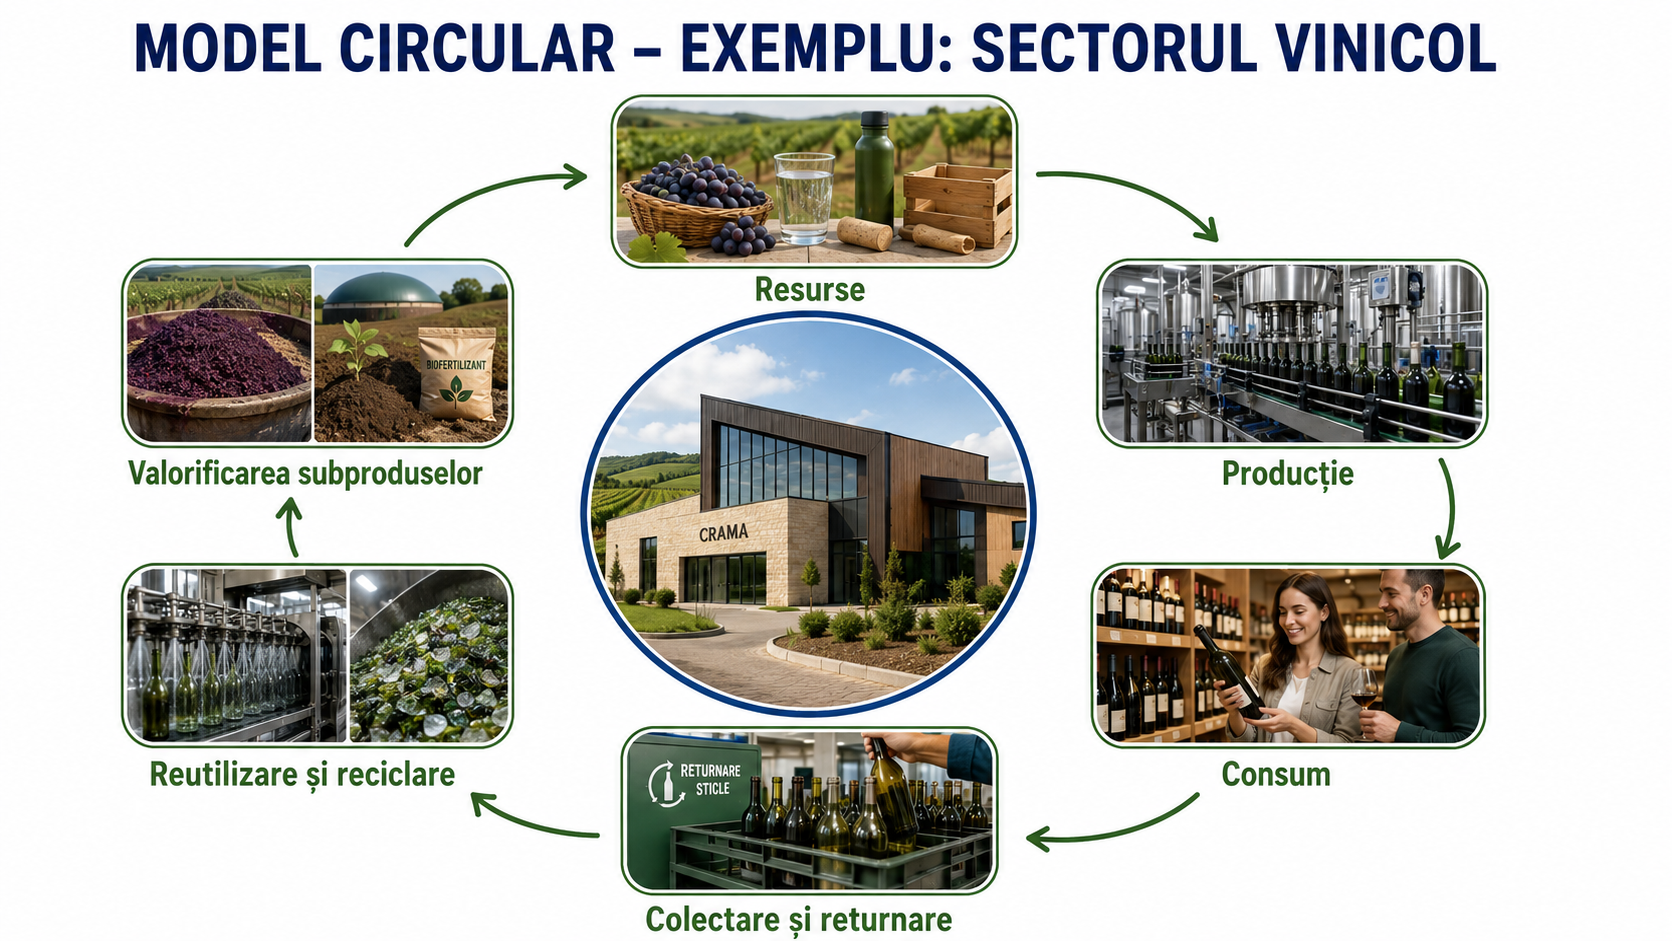 MODEL CIRCULAR – EXEMPLU: SECTORUL VINICOL
Resurse
BIOFERTILIZANT
Valorificarea subproduselor
Producție
CRAMA
Reutilizare și reciclare
Consum
RETURNARE
STICLE
Colectare și returnare